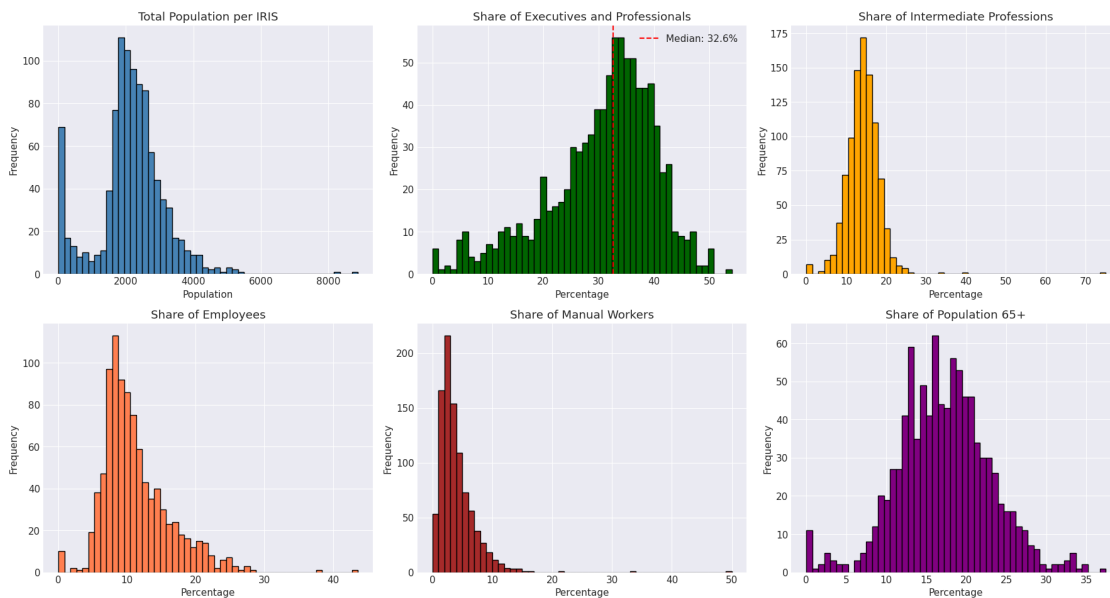 Total Population per IRIS
Frequency
100
80
60
40
20
0
0 2000 4000 6000 8000
Population
Share of Executives and Professionals
Median: 32.6%
Frequency
50
40
30
20
10
0
0 10 20 30 40 50
Percentage
Share of Intermediate Professions
Frequency
175
150
125
100
75
50
25
0
0 10 20 30 40 50 60 70
Percentage
Share of Employees
Frequency
100
80
60
40
20
0
0 10 20 30 40
Percentage
Share of Manual Workers
Frequency
200
150
100
50
0
0 10 20 30 40 50
Percentage
Share of Population 65+
Frequency
60
50
40
30
20
10
0
0 5 10 15 20 25 30 35
Percentage